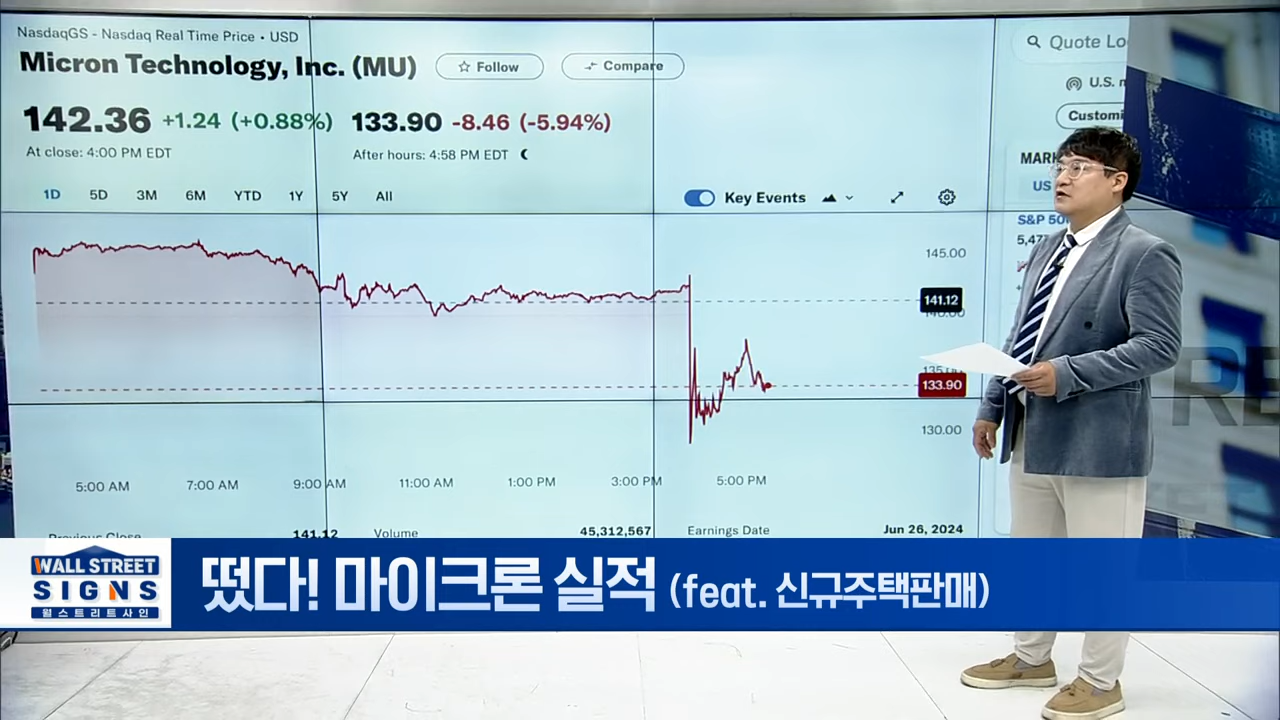 NasdaqGS - Nasdaq Real Time Price • USD
Micron Technology, Inc. (MU)
Follow
Compare
Quote Lo
142.36 +1.24 (+0.88%) 133.90 -8.46 (-5.94%)
At close: 4:00 PM EDT
After hours: 4:58 PM EDT
U.S.
Customi
MARK
US
S&P 50
5,47
1D 5D 3M 6M YTD 1Y 5Y All
Key Events
145.00
141.12
140.00
135.00
133.90
130.00
5:00 AM 7:00 AM 9:00 AM 11:00 AM 1:00 PM 3:00 PM 5:00 PM
Previous Close 141.12
Volume 45,312,567
Earnings Date Jun 26, 2024
WALL STREET
SIGNS
월스트리트사인
떴다! 마이크론 실적 (feat. 신규주택판매)
RE